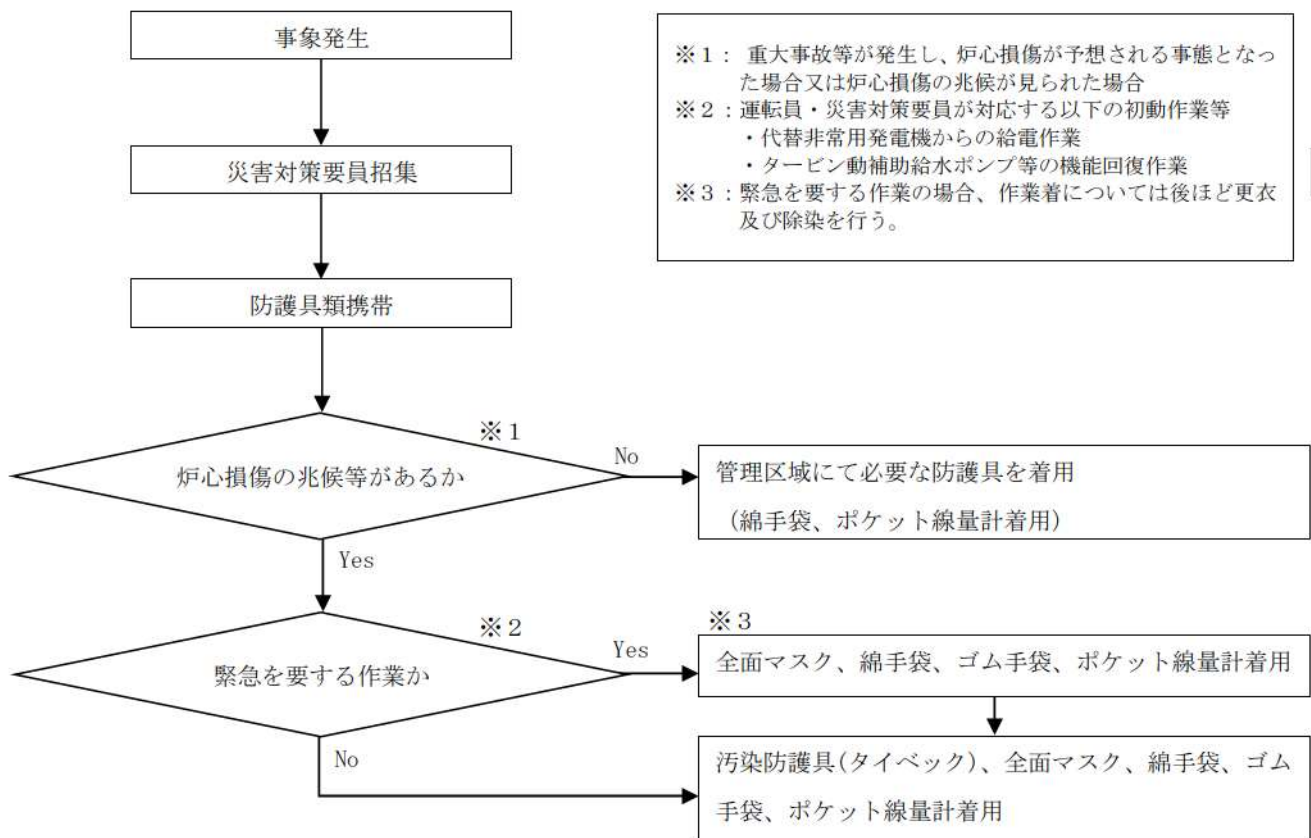 事象発生
災害対策要員招集
防護具類携帯
※1： 重大事故等が発生し、炉心損傷が予想される事態となっ
た場合又は炉心損傷の兆候が見られた場合
※2：運転員・災害対策要員が対応する以下の初動作業等
・代替非常用発電機からの給電作業
・タービン動補助給水ポンプ等の機能回復作業
※3：緊急を要する作業の場合、作業着については後ほど更衣
及び除染を行う。
※1
炉心損傷の兆候等があるか
No
管理区域にて必要な防護具を着用
（綿手袋、ポケット線量計着用）
Yes
※2
緊急を要する作業か
Yes
※3
全面マスク、綿手袋、ゴム手袋、ポケット線量計着用
No
汚染防護具(タイベック)、全面マスク、綿手袋、ゴム
手袋、ポケット線量計着用